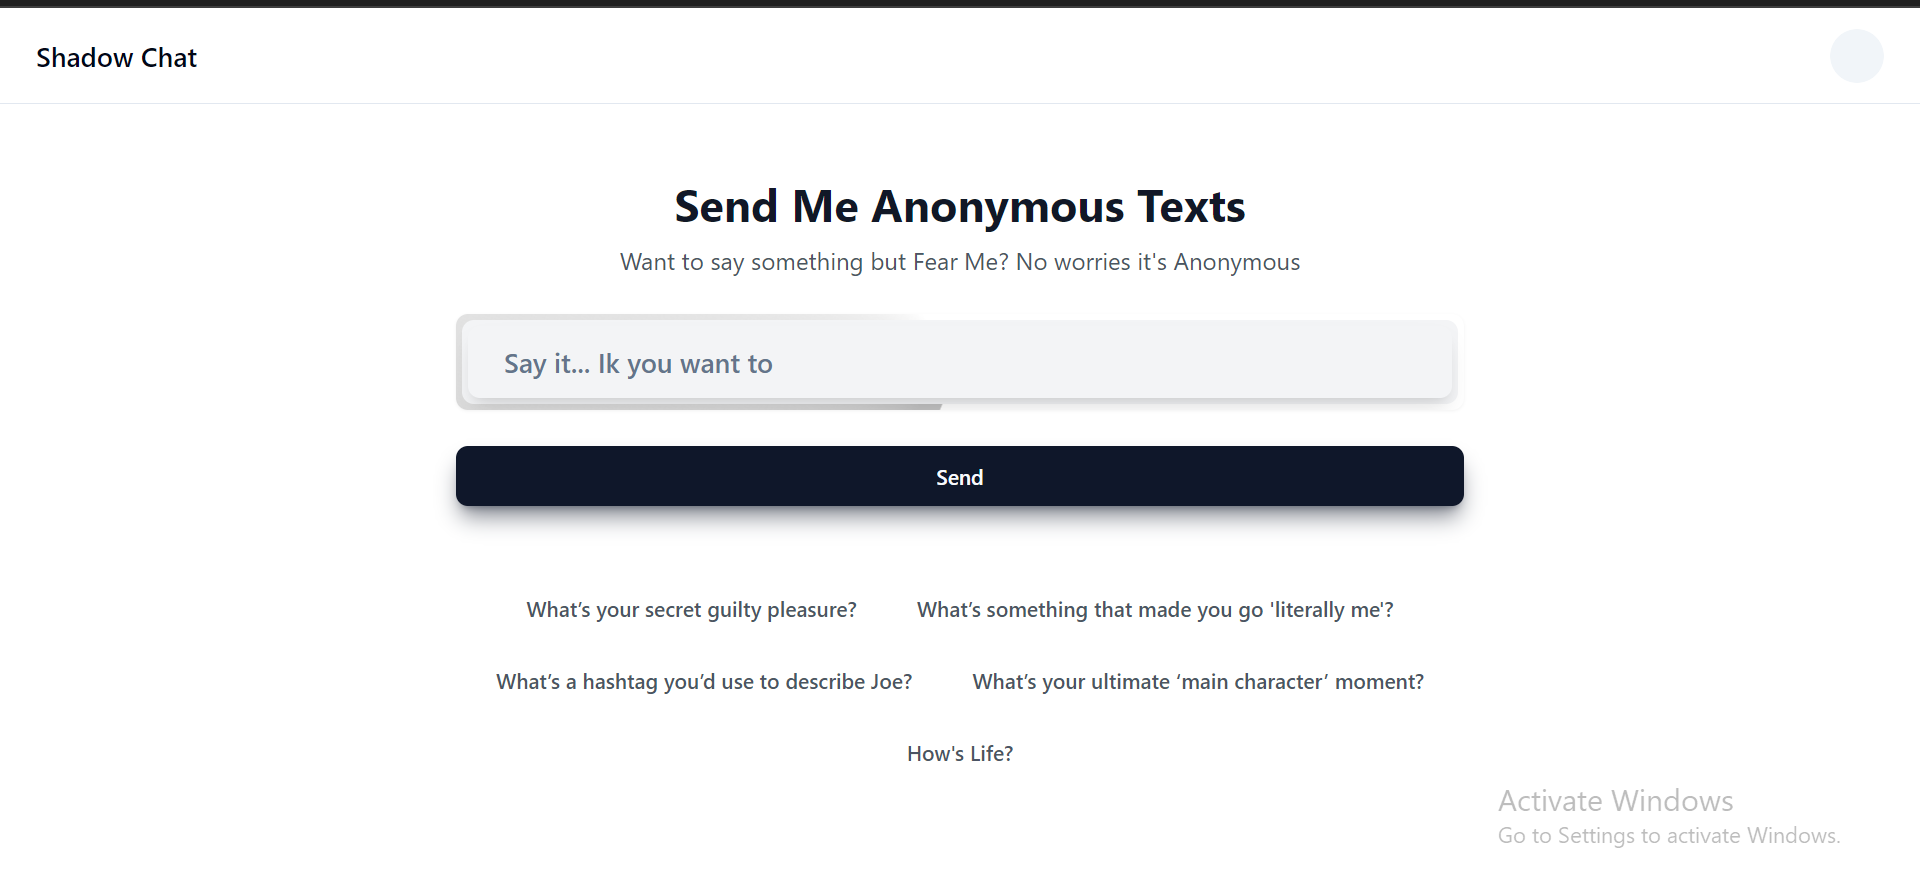 Shadow Chat
Send Me Anonymous Texts
Want to say something but Fear Me? No worries it's Anonymous
Say it... Ik you want to
Send
What’s your secret guilty pleasure?
What’s something that made you go 'literally me'?
What’s a hashtag you’d use to describe Joe?
What’s your ultimate ‘main character’ moment?
How's Life?
Activate Windows
Go to Settings to activate Windows.